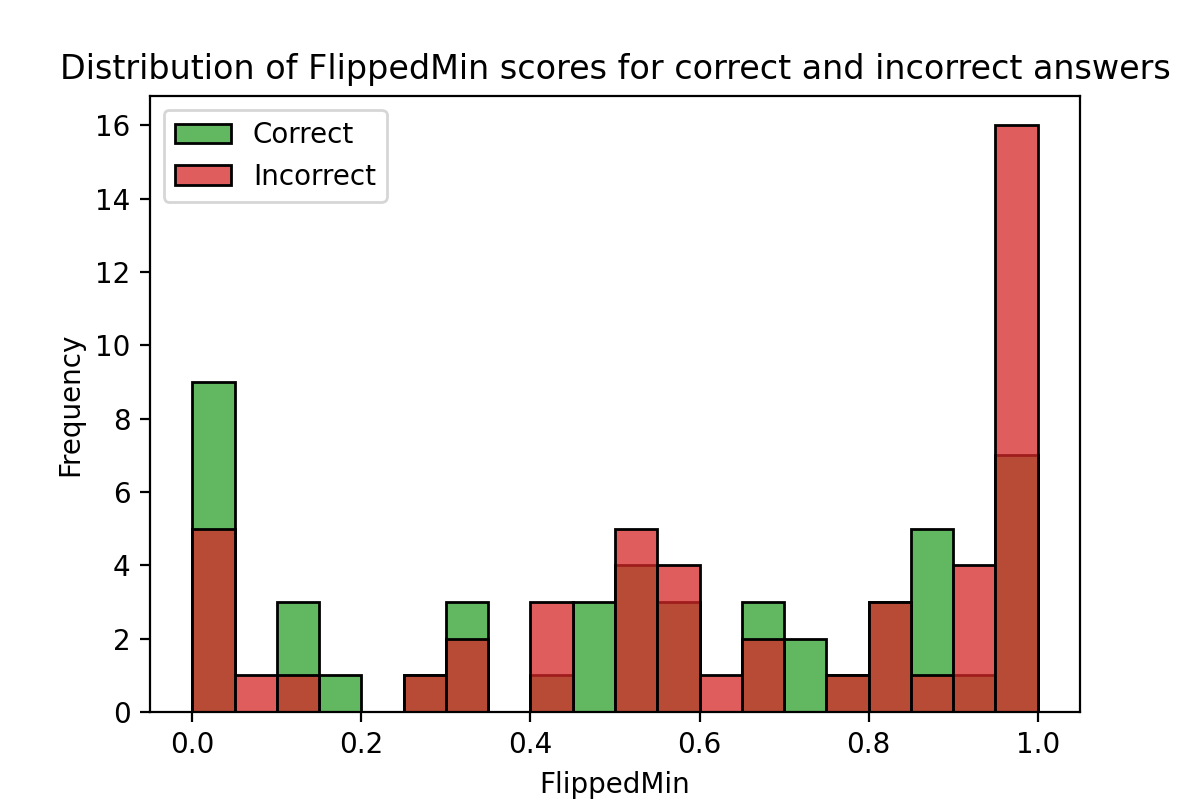 Distribution of FlippedMin scores for correct and incorrect answers
Correct
Incorrect
16
14
12
10
8
6
4
2
0
Frequency
0.0 0.2 0.4 0.6 0.8 1.0
FlippedMin